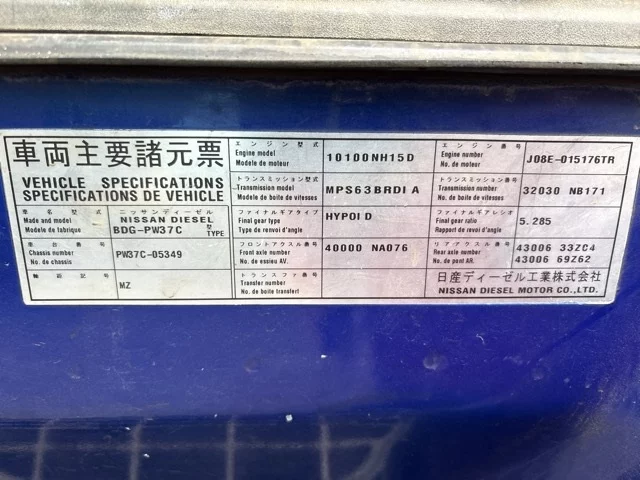 車両主要諸元票
VEHICLE SPECIFICATIONS
SPECIFICATIONS DE VEHICLE
車名型式
Made and model
Modele de fabrique
ニッサンディーゼル
NISSAN DIESEL
BDG-PW37C 型 TYPE
車台番号
Chassis number
No. de chassis
PW37C-05349
軸距記号
MZ
エンジン型式
Engine model
Modele de moteur
10100NH15D
トランスミッション型式
Transmission model
Modele de boite de vitesses
MPS63BRDI A
ファイナルギアタイプ
Final gear type
Type de renvoi d'angle
HYPOI D
フロントアクスル番号
Front axle number
No. de essieu AV.
40000 NA076
トランスファ番号
Transfer number
No. de boite transfert
エンジン番号
Engine number
No. de moteur
J08E-015176TR
トランスミッション番号
Transmission number
No. de boite de vitesses
32030 NB171
ファイナルギアレシオ
Final gear ratio
Rapport de renvoi d'angle
5.285
リアアクスル番号
Rear axle number
No. de pont AR.
43006 33ZC4
43006 69Z62
日産ディーゼル工業株式会社
NISSAN DIESEL MOTOR CO.,LTD.